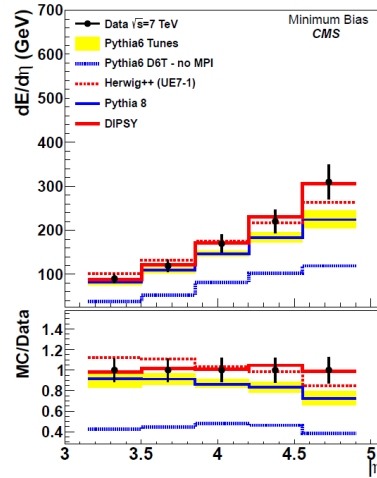 Minimum Bias
CMS
Data √s=7 TeV
Pythia6 Tunes
Pythia6 D6T - no MPI
Herwig++ (UE7-1)
Pythia 8
DIPSY
dE/dη (GeV)
700
600
500
400
300
200
100
MC/Data
1.4
1.2
1
0.8
0.6
0.4
3
3.5
4
4.5
5